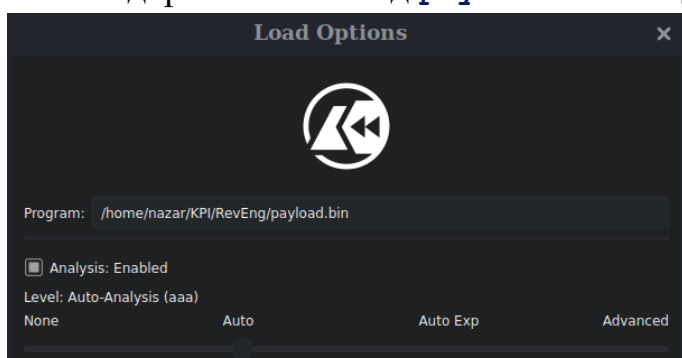 Load Options ×
Program: /home/nazar/KPI/RevEng/payload.bin
Analysis: Enabled
Level: Auto-Analysis (aaa)
None Auto Auto Exp Advanced